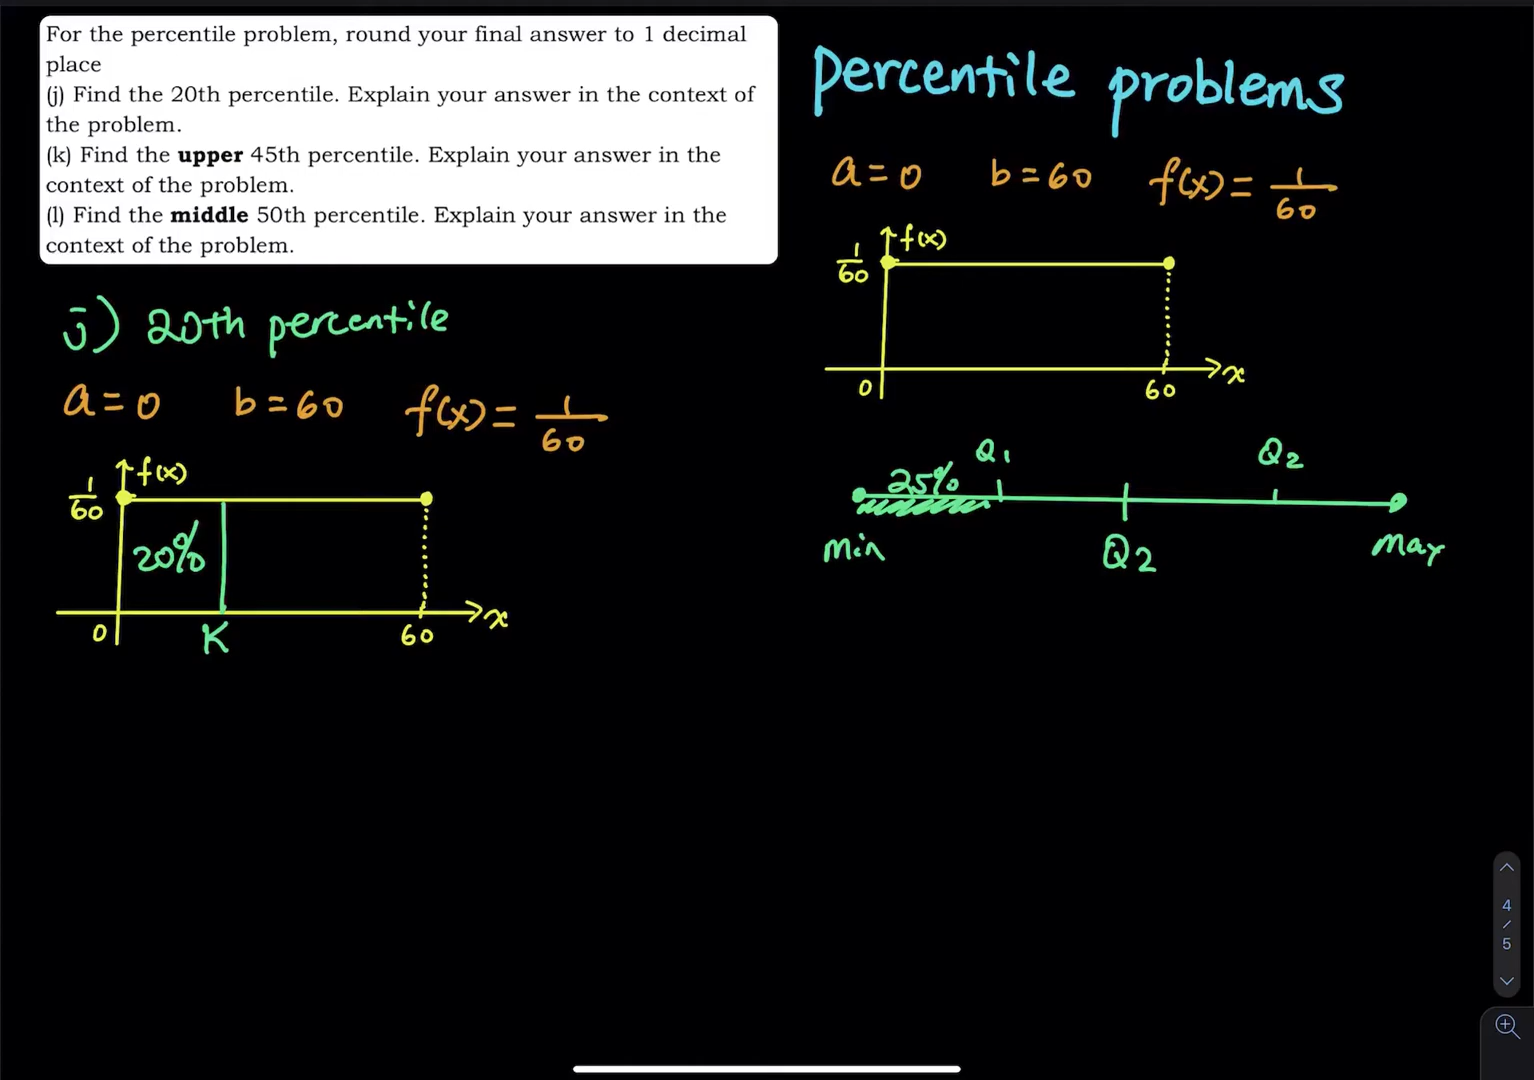 For the percentile problem, round your final answer to 1 decimal
place
(j) Find the 20th percentile. Explain your answer in the context of
the problem.
(k) Find the upper 45th percentile. Explain your answer in the
context of the problem.
(l) Find the middle 50th percentile. Explain your answer in the
context of the problem.
j) 20th percentile
a = 0 b = 60 f(x) = 1/60
f(x)
1/60
20%
0 K 60 x
Percentile problems
a = 0 b = 60 f(x) = 1/60
f(x)
1/60
0 60 x
Q1 Q2
25%
Min Q2 Max
4
/
5